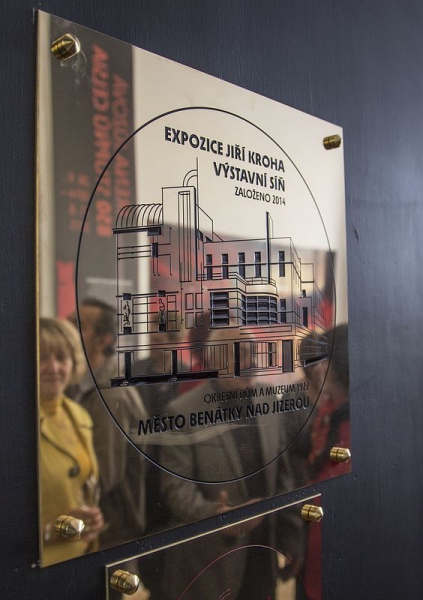 EXPOZICE JIŘÍ KROHA
VÝSTAVNÍ SÍŇ
ZALOŽENO 2014
OKRESNÍ DŮM A MUZEUM 1927
MĚSTO BENÁTKY NAD JIZEROU